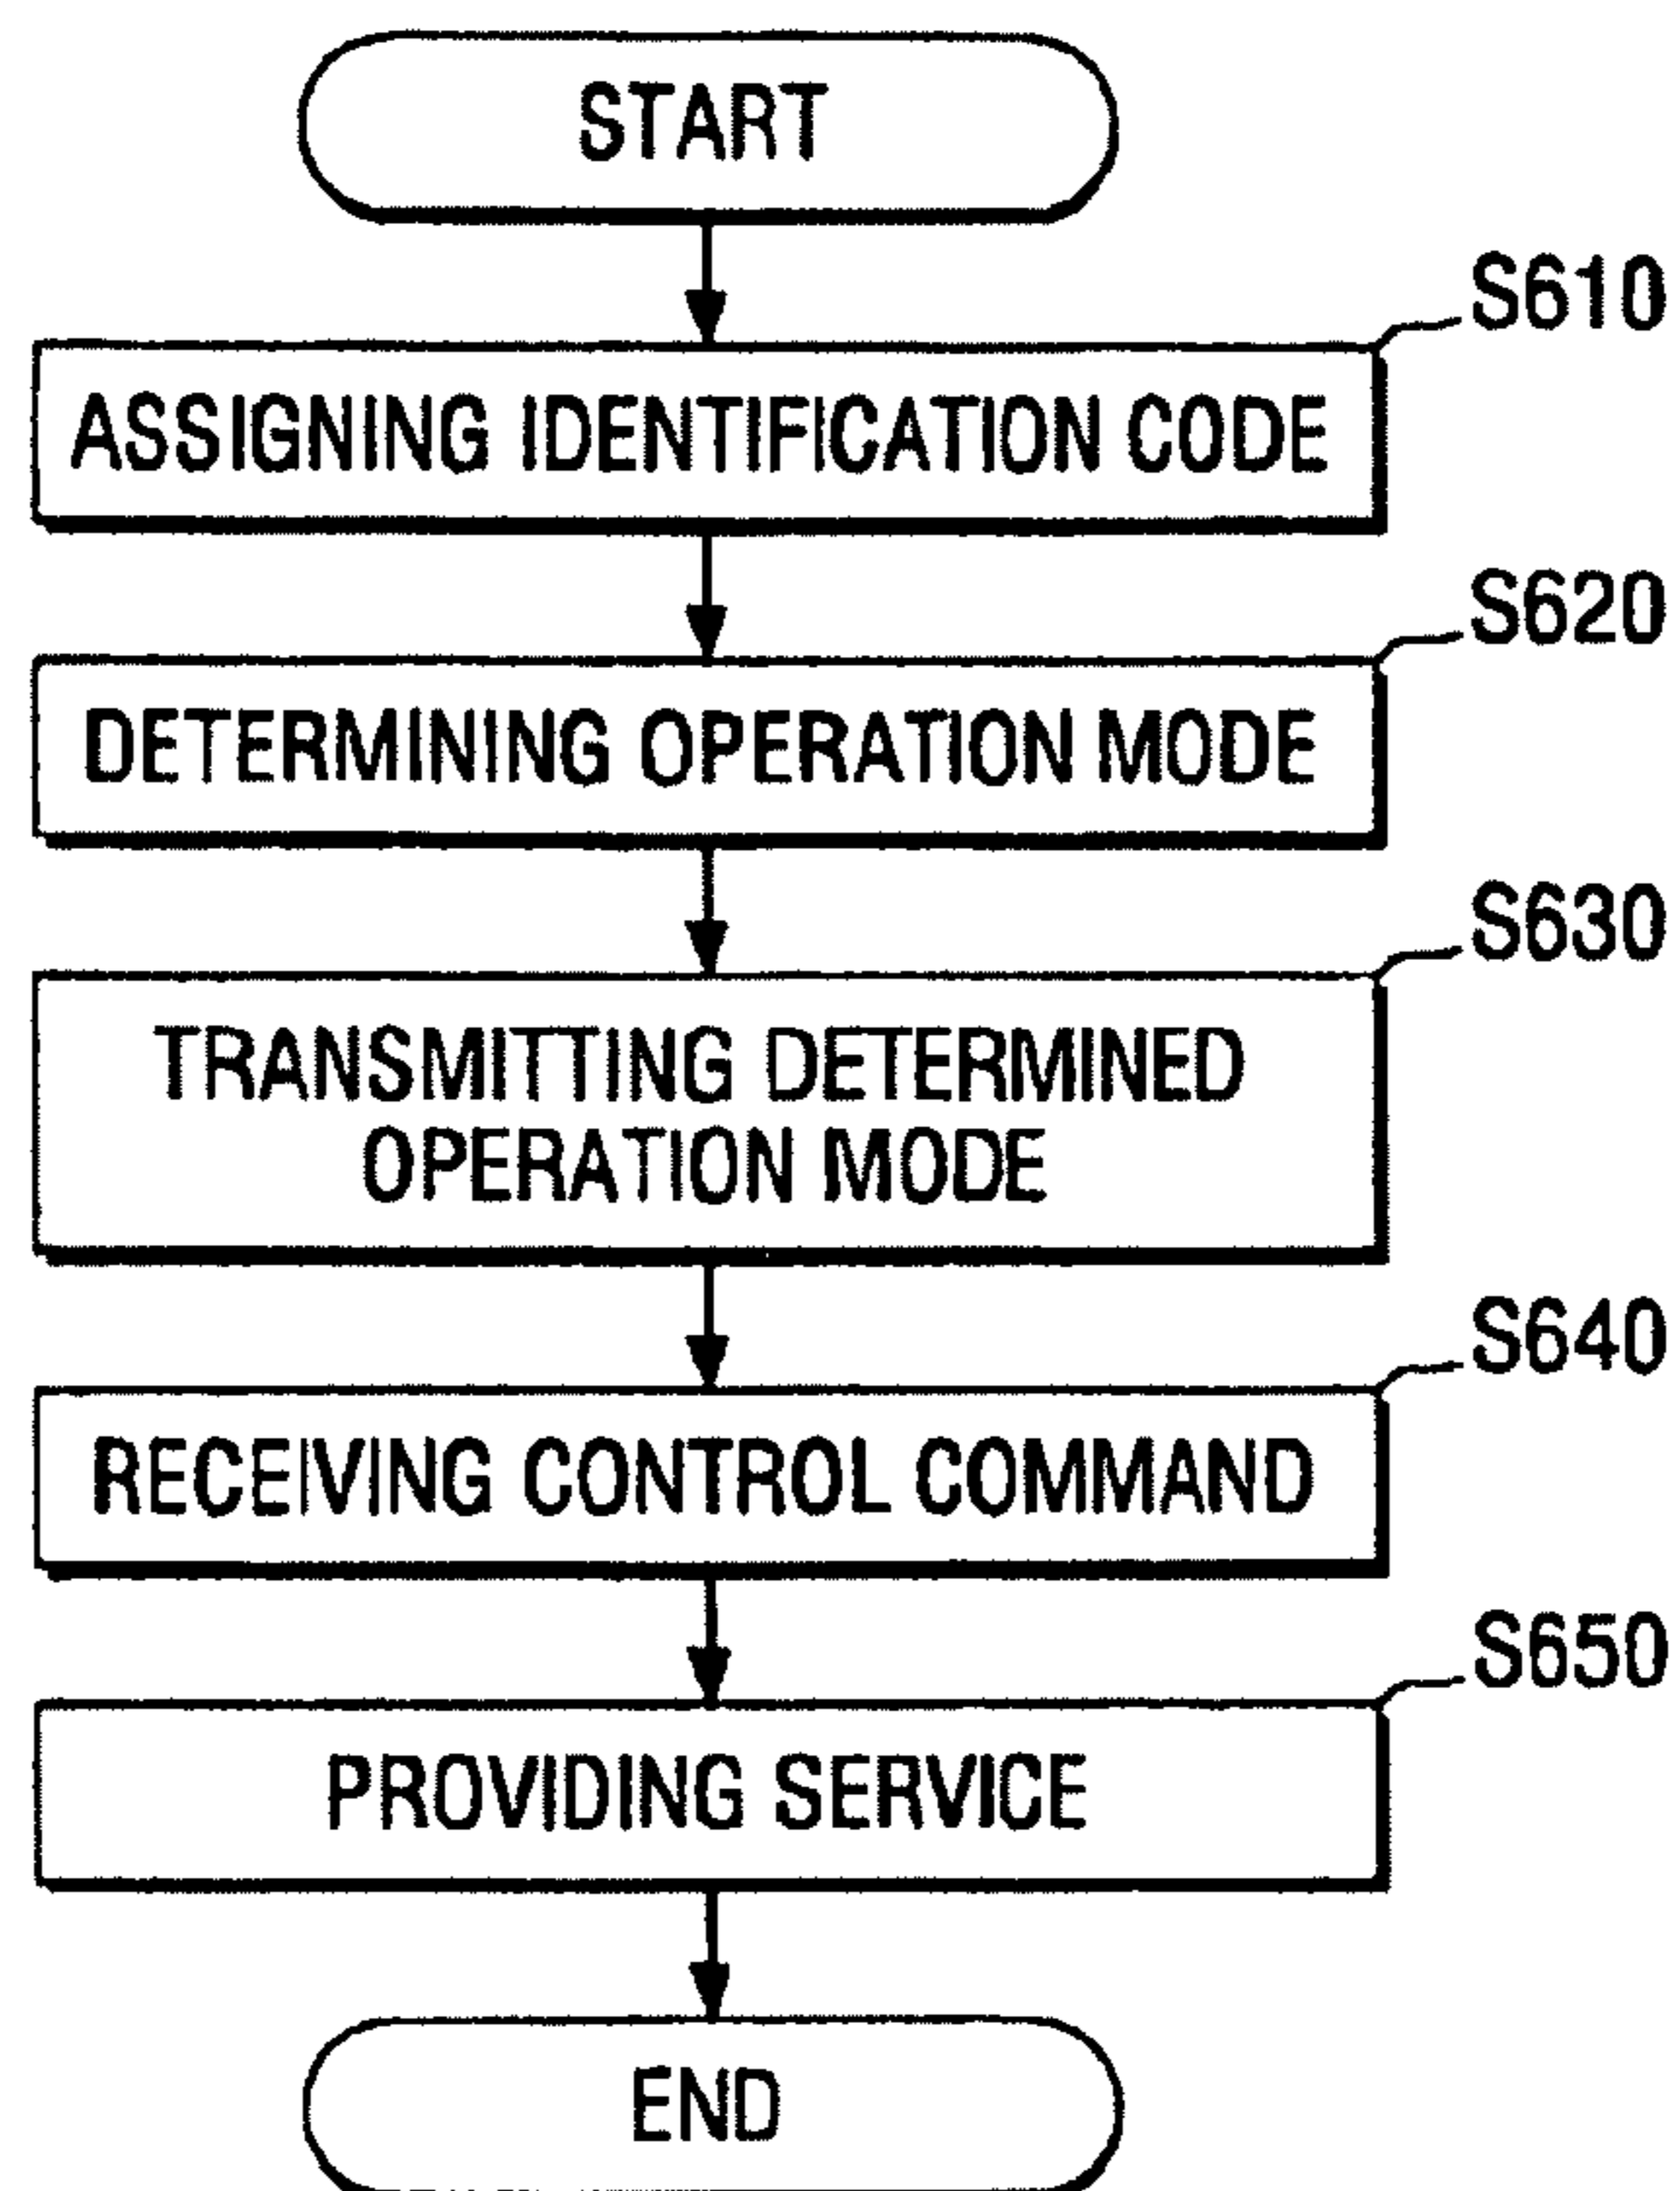 START
S610
ASSIGNING IDENTIFICATION CODE
S620
DETERMINING OPERATION MODE
S630
TRANSMITTING DETERMINED
OPERATION MODE
S640
RECEIVING CONTROL COMMAND
S650
PROVIDING SERVICE
END